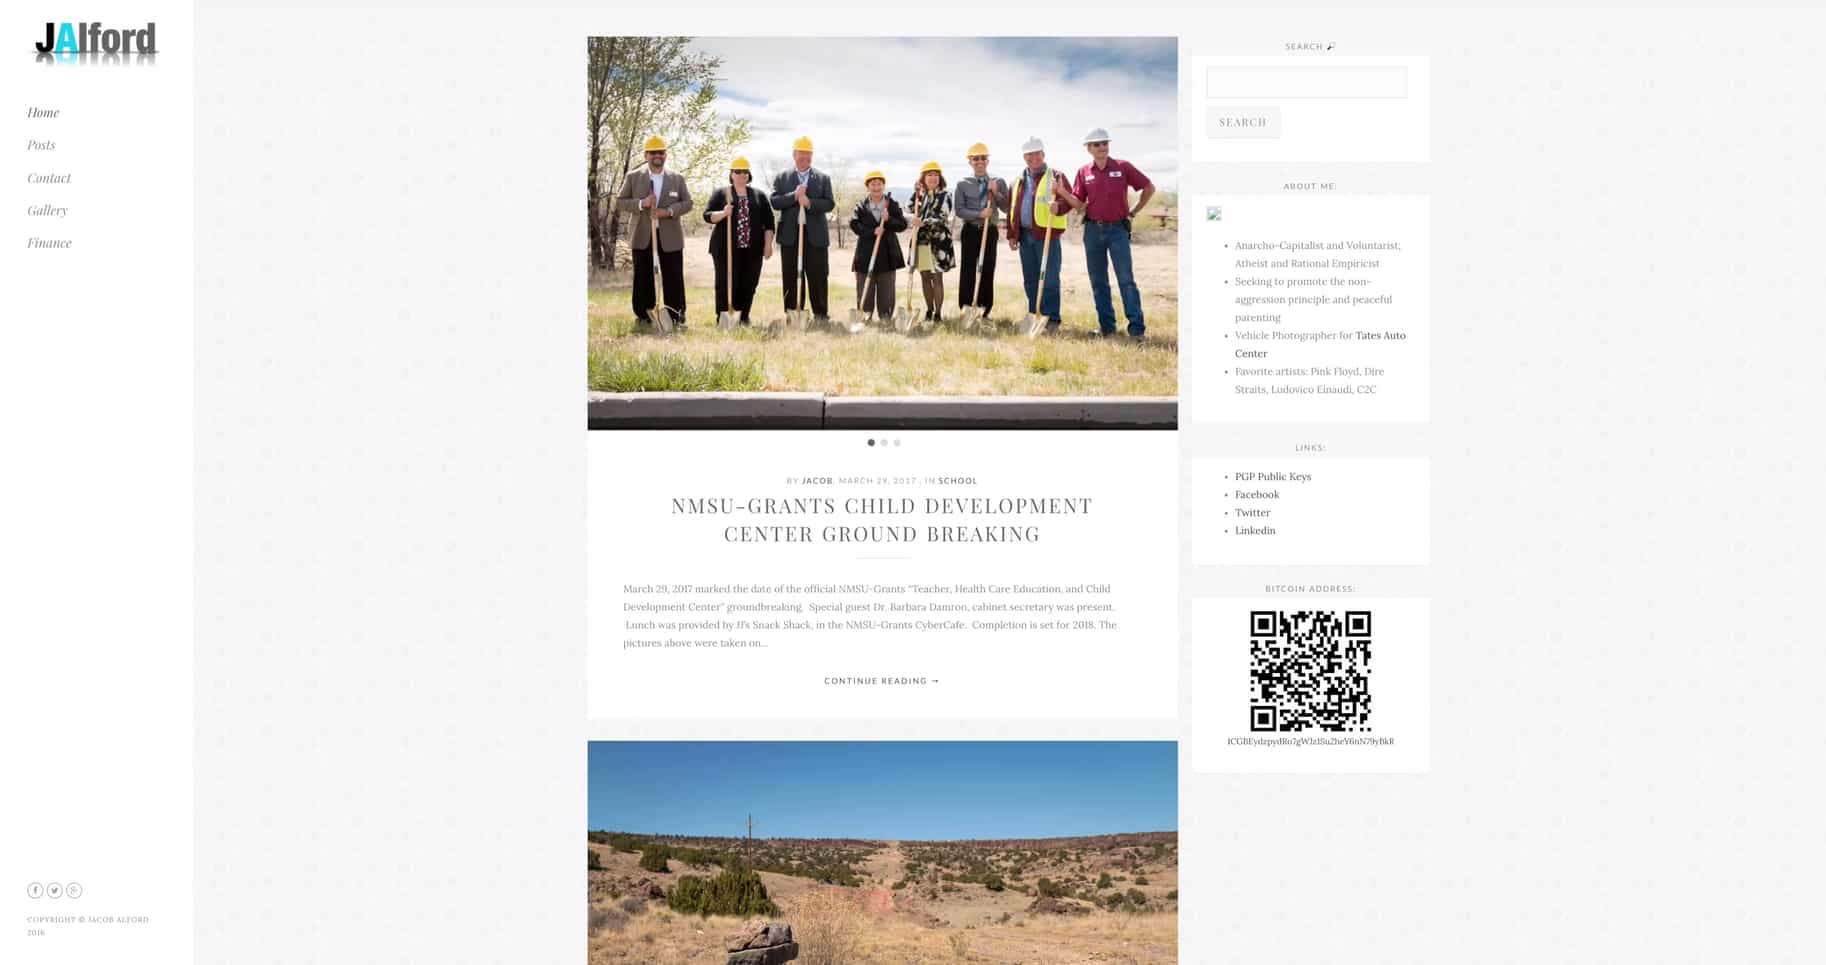 JAlford
Home
Posts
Contact
Gallery
Finance
COPYRIGHT © JACOB ALFORD
2016
BY JACOB, MARCH 29, 2017 , IN SCHOOL
NMSU-GRANTS CHILD DEVELOPMENT
CENTER GROUND BREAKING
March 29, 2017 marked the date of the official NMSU-Grants “Teacher, Health Care Education, and Child
Development Center” groundbreaking.  Special guest Dr. Barbara Damron, cabinet secretary was present.
Lunch was provided by JJ's Snack Shack, in the NMSU-Grants CyberCafe.  Completion is set for 2018. The
pictures above were taken on...
CONTINUE READING →
SEARCH
SEARCH
ABOUT ME:
• Anarcho-Capitalist and Voluntarist;
Atheist and Rational Empiricist
• Seeking to promote the non-
aggression principle and peaceful
parenting
• Vehicle Photographer for Tates Auto
Center
• Favorite artists: Pink Floyd, Dire
Straits, Ludovico Einaudi, C2C
LINKS:
• PGP Public Keys
• Facebook
• Twitter
• Linkedin
BITCOIN ADDRESS: